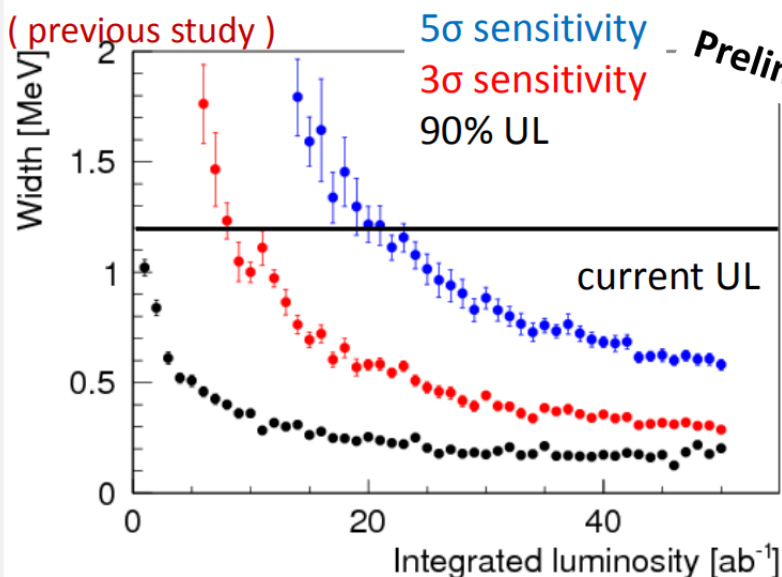 ( previous study )
5σ sensitivity
3σ sensitivity
90% UL
Width [MeV]
2
1.5
1
0.5
0
current UL
0
20
40
Integrated luminosity [ab⁻¹]